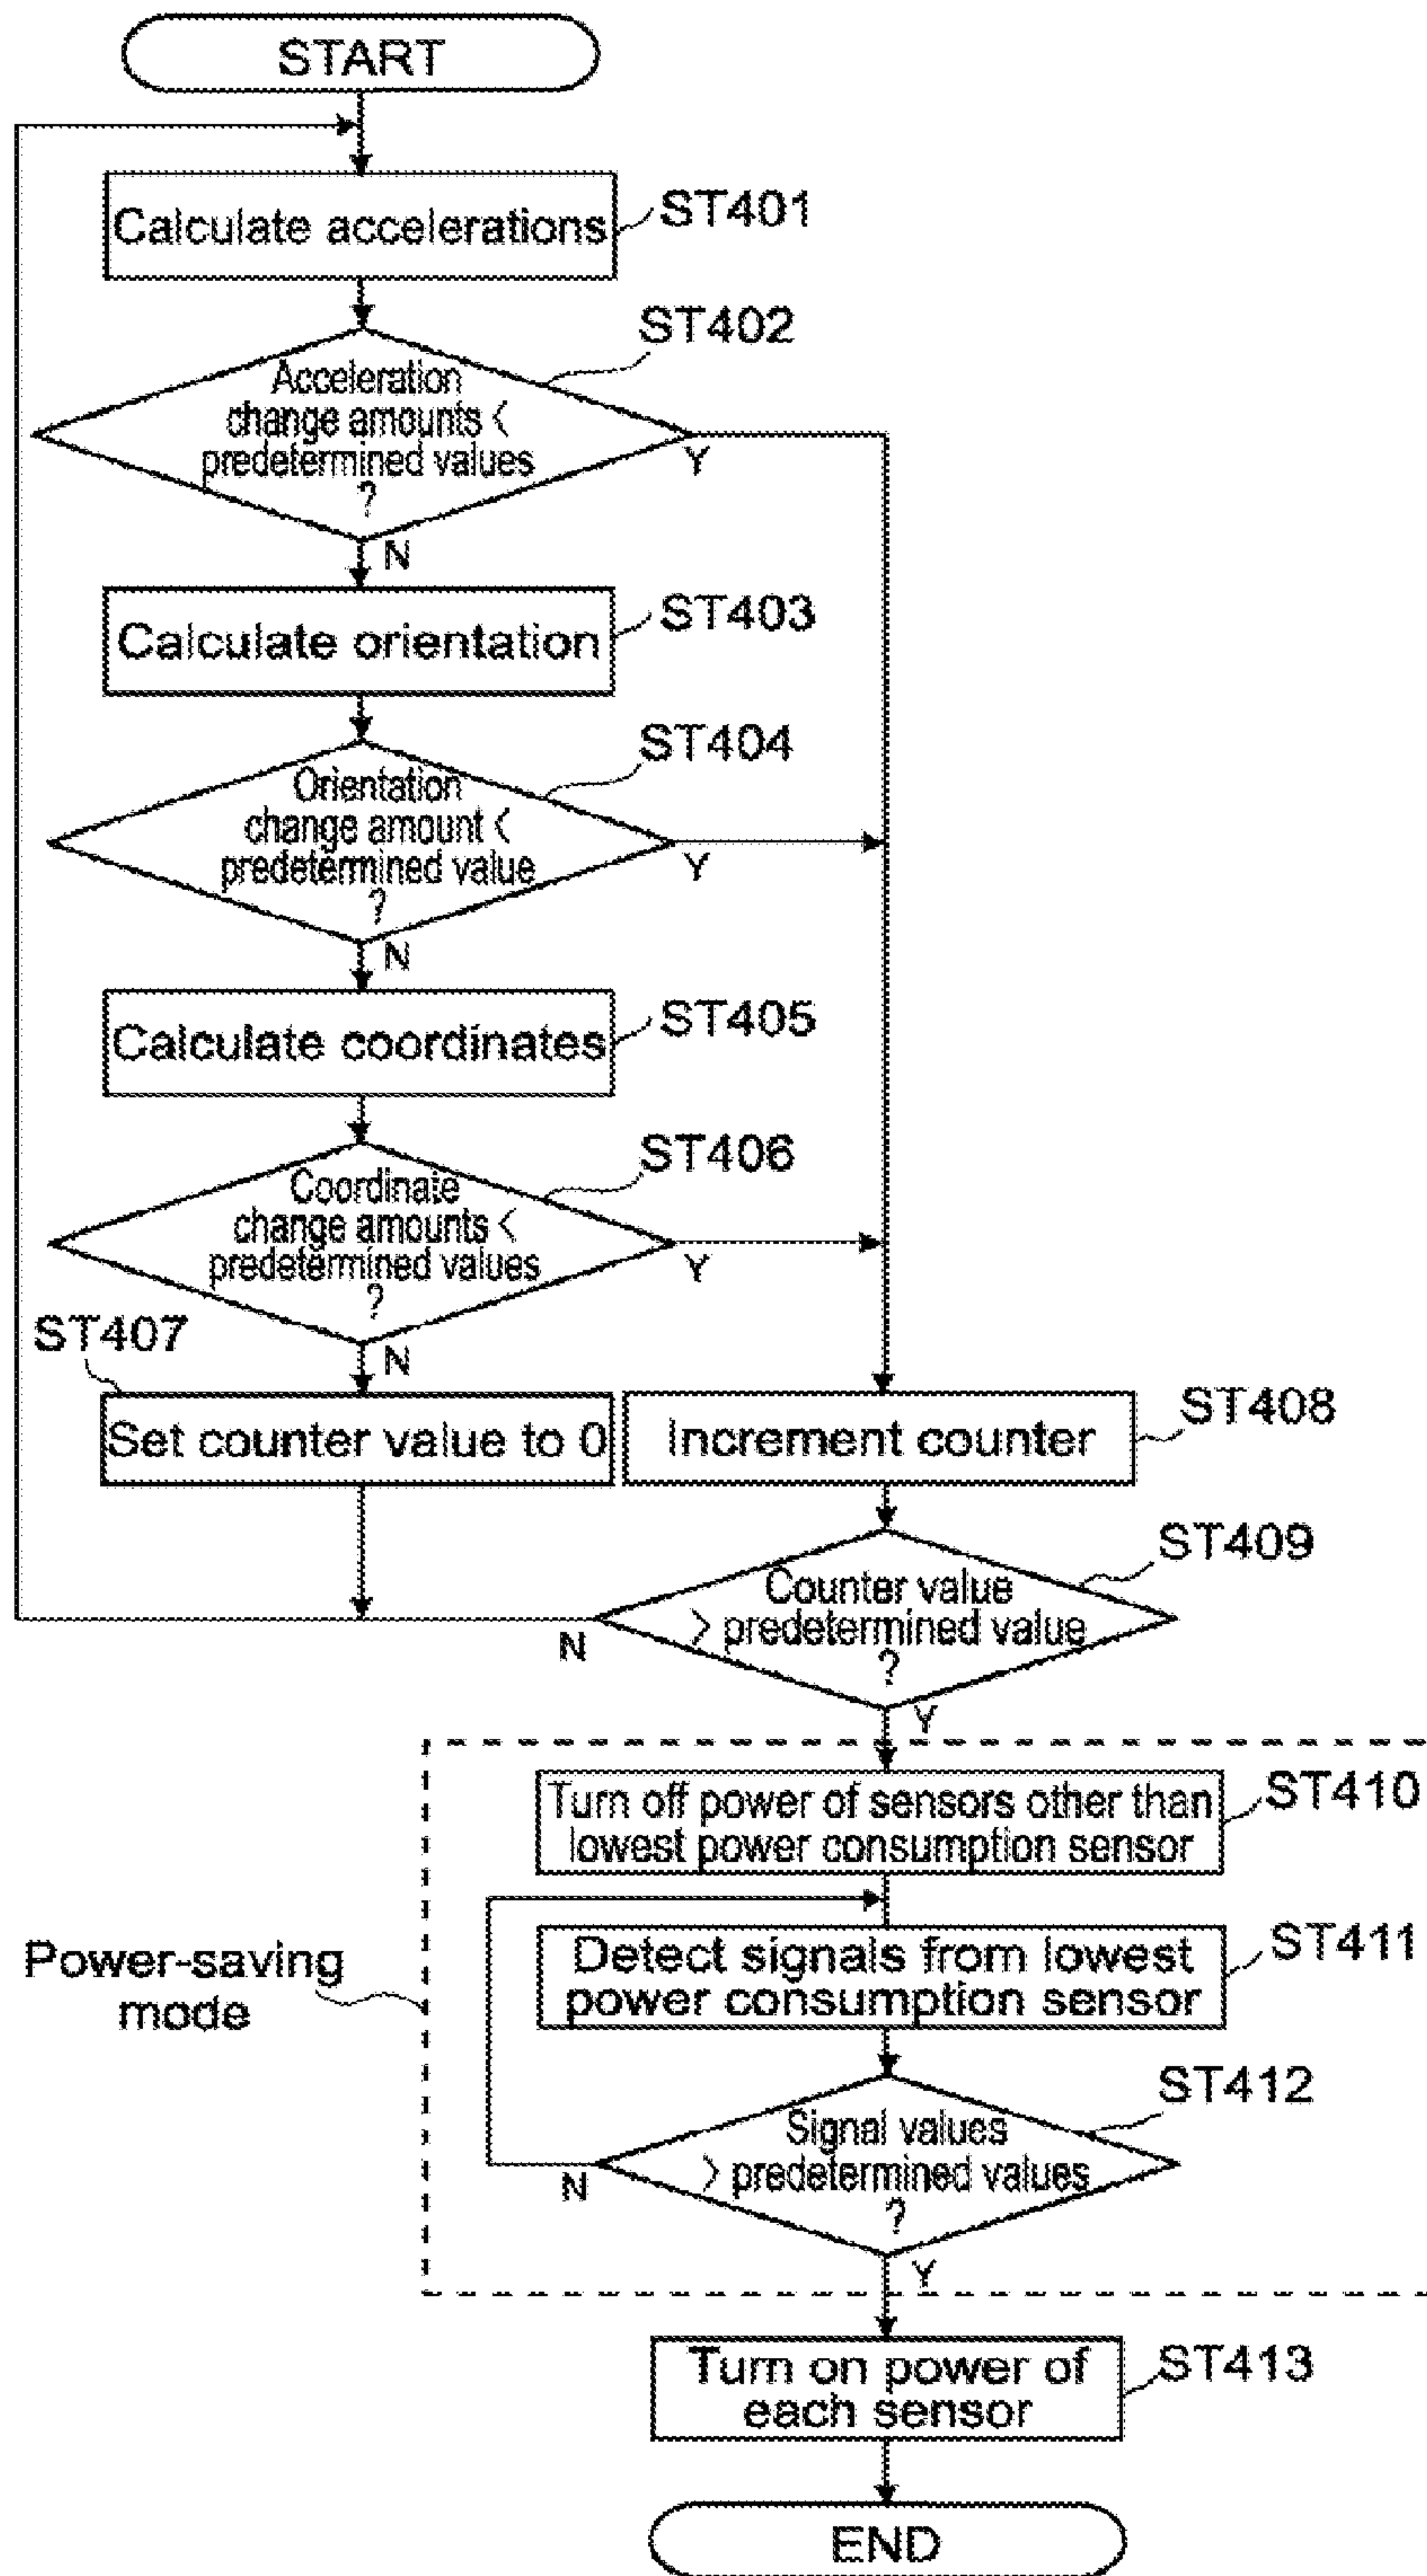 START
Calculate accelerations
ST401
ST402
Acceleration
change amounts <
predetermined values
?
Y
N
Calculate orientation
ST403
ST404
Orientation
change amount <
predetermined value
?
Y
N
Calculate coordinates
ST405
ST406
Coordinate
change amounts <
predetermined values
?
Y
N
ST407
Set counter value to 0
Increment counter
ST408
ST409
Counter value
> predetermined value
?
N
Y
Turn off power of sensors other than
lowest power consumption sensor
ST410
Power-saving
mode
Detect signals from lowest
power consumption sensor
ST411
ST412
Signal values
> predetermined values
?
N
Y
Turn on power of
each sensor
ST413
END